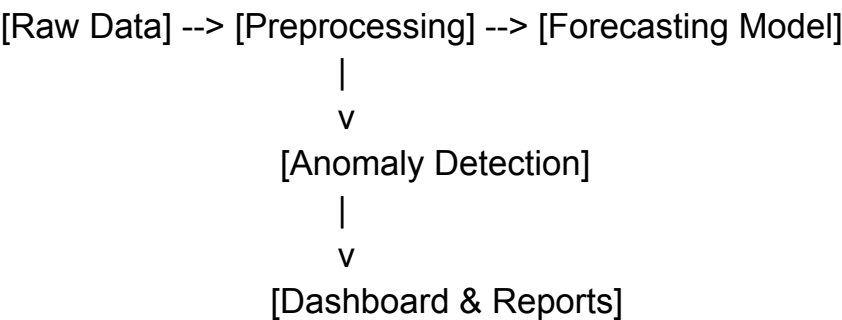 [Raw Data] --> [Preprocessing] --> [Forecasting Model]
|
v
[Anomaly Detection]
|
v
[Dashboard & Reports]